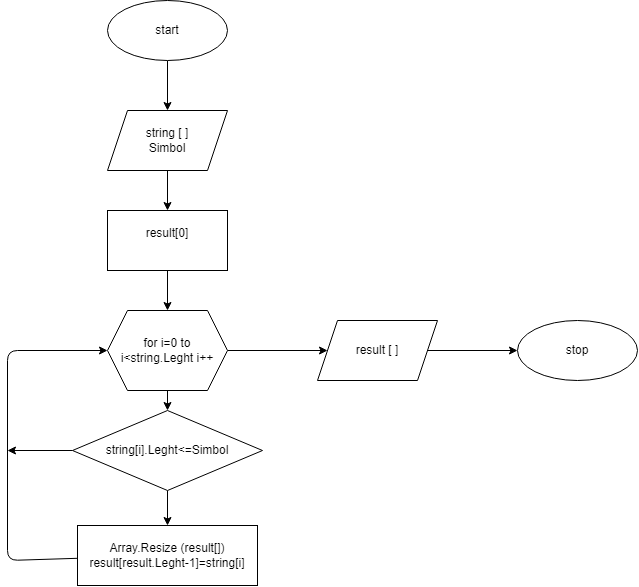 start
string [ ]
Simbol
result[0]
for i=0 to
i<string.Leght i++
result [ ]
stop
string[i].Leght<=Simbol
Array.Resize (result[])
result[result.Leght-1]=string[i]